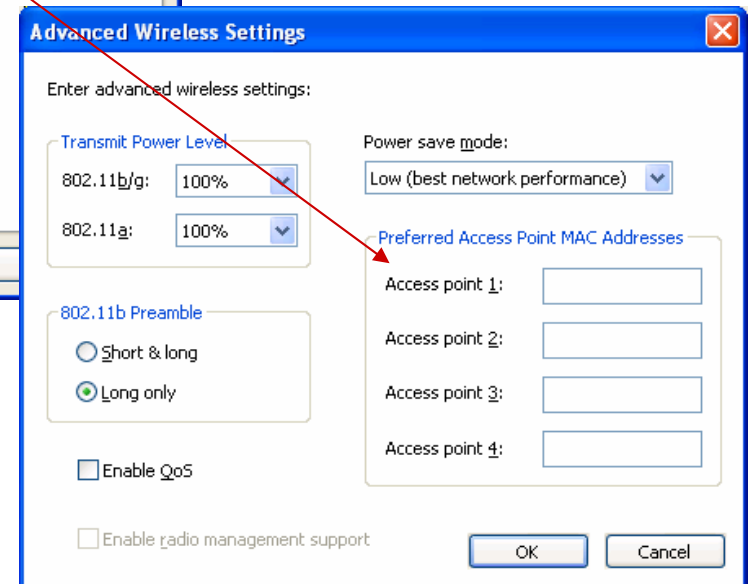 Advanced Wireless Settings
Enter advanced wireless settings:
Transmit Power Level
802.11b/g: 100%
802.11a: 100%
Power save mode:
Low (best network performance)
Preferred Access Point MAC Addresses
Access point 1:
Access point 2:
Access point 3:
Access point 4:
802.11b Preamble
Short & long
Long only
Enable QoS
Enable radio management support
OK
Cancel